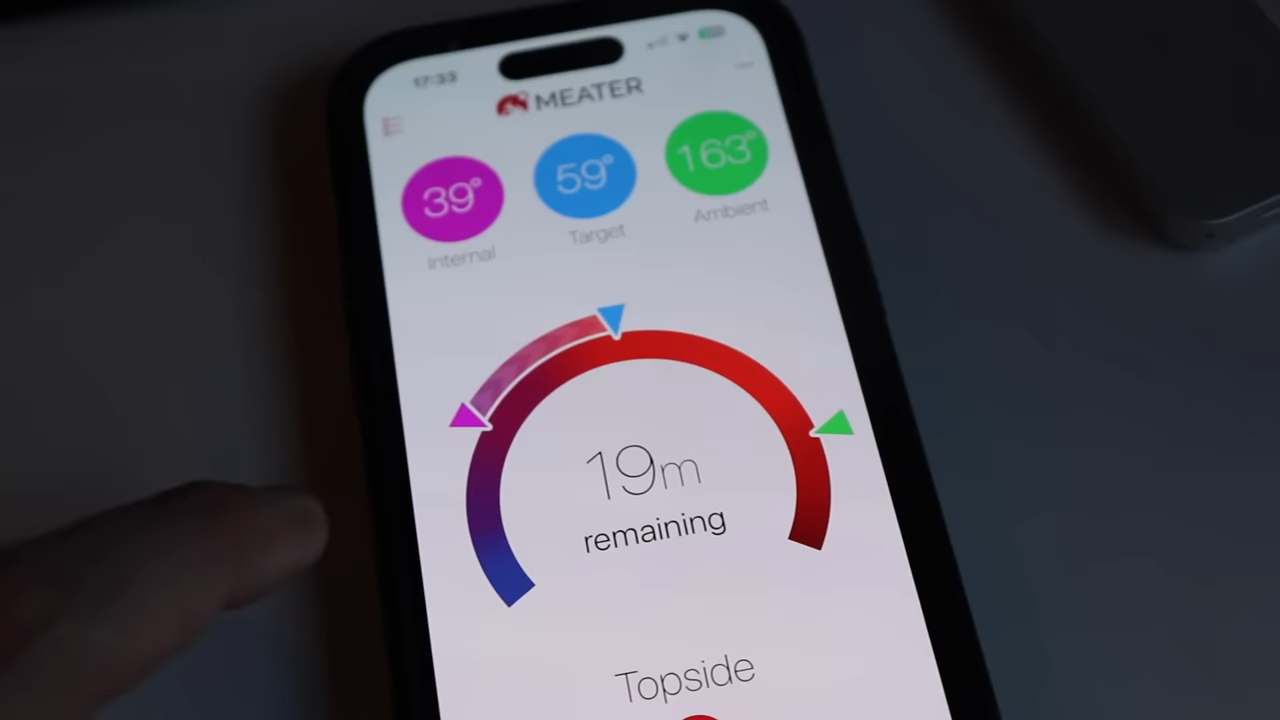 17:33
MEATER
39° 59° 163°
Internal Target Ambient
19m
remaining
Topside